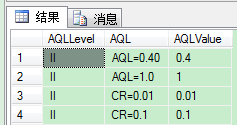 结果 消息
AQLLevel AQL AQLValue
1 II AQL=0.40 0.4
2 II AQL=1.0 1
3 II CR=0.01 0.01
4 II CR=0.1 0.1